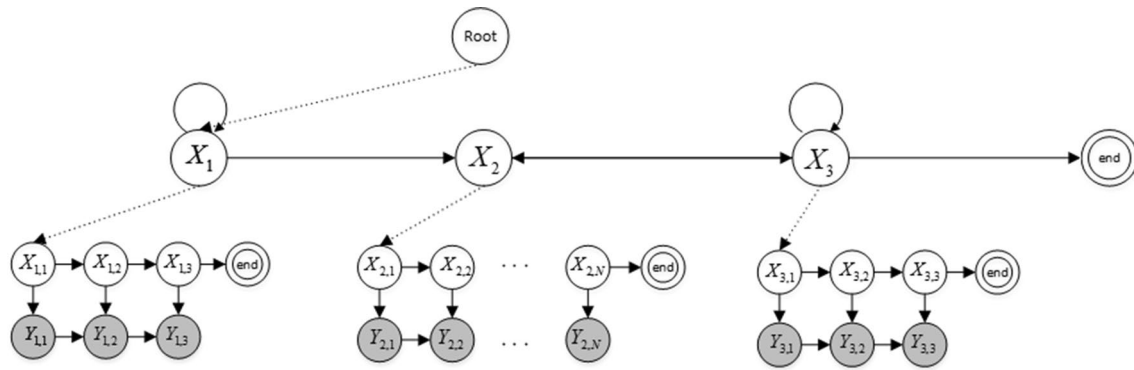 Root
X₁ X₂ X₃ end
X₁,₁ X₁,₂ X₁,₃ end X₂,₁ X₂,₂ ... X₂,N end X₃,₁ X₃,₂ X₃,₃ end
Y₁,₁ Y₁,₂ Y₁,₃ Y₂,₁ Y₂,₂ ... Y₂,N Y₃,₁ Y₃,₂ Y₃,₃